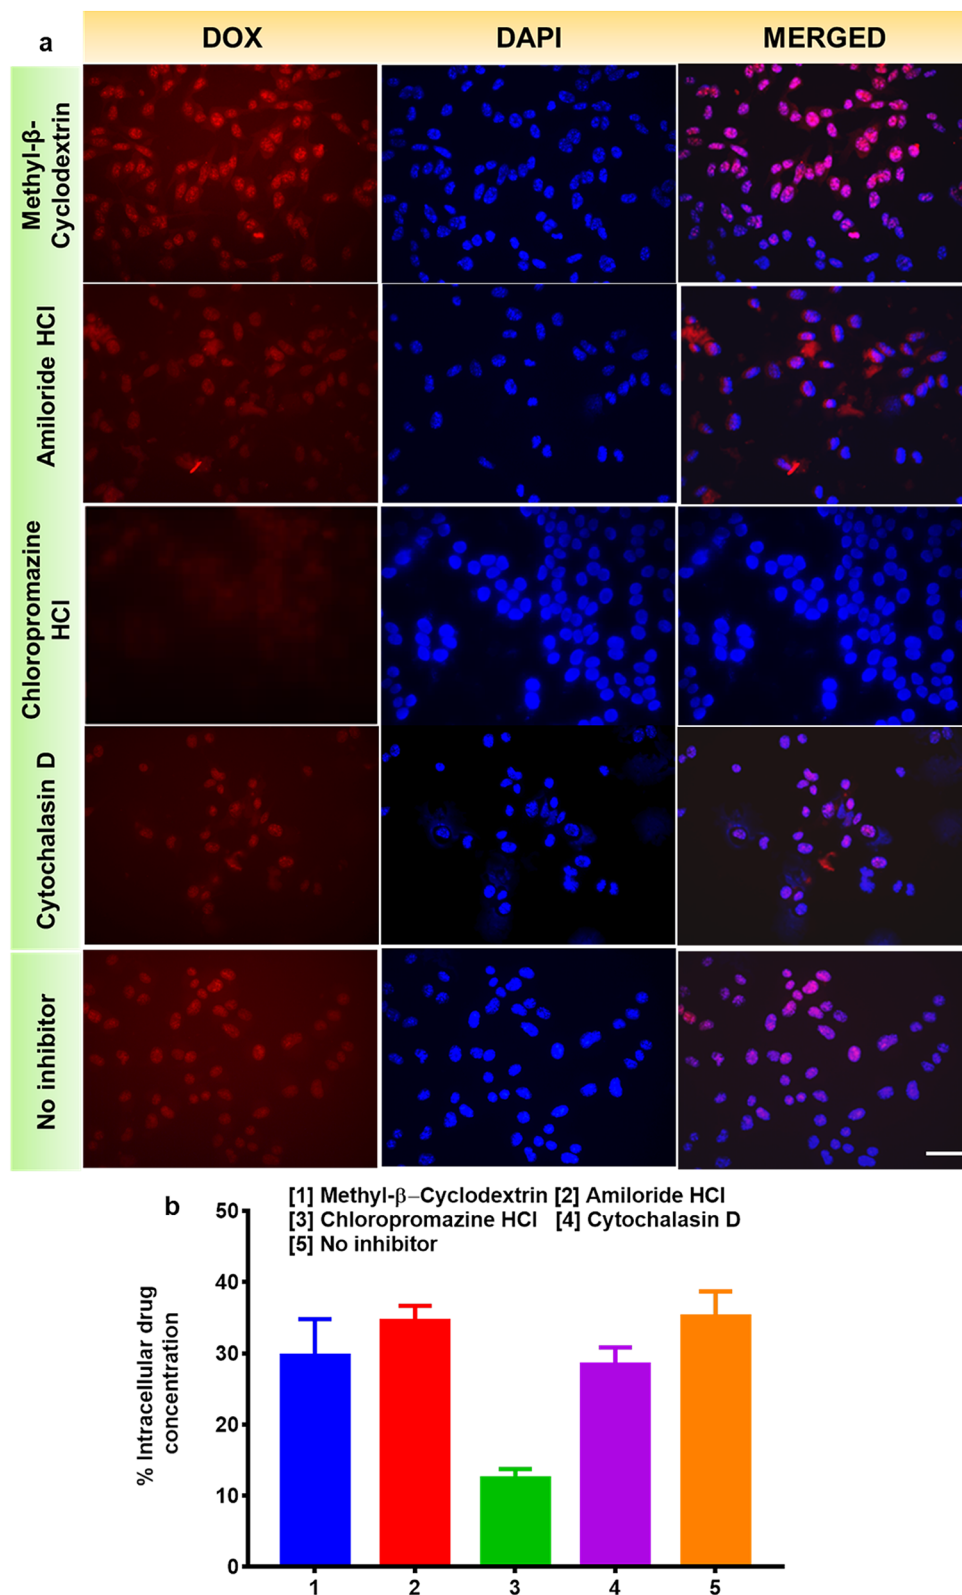 a
DOX DAPI MERGED
Methyl-β-
Cyclodextrin
Amiloride HCl
Chloropromazine
HCl
Cytochalasin D
No inhibitor
b
[1] Methyl-β–Cyclodextrin [2] Amiloride HCl
[3] Chloropromazine HCl [4] Cytochalasin D
[5] No inhibitor
% Intracellular drug
concentration
50
40
30
20
10
0
1 2 3 4 5